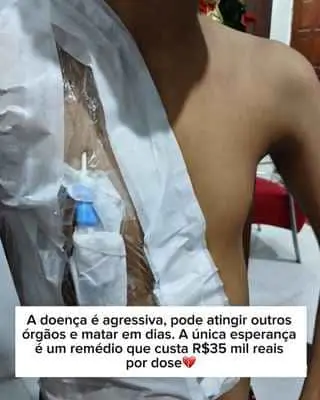 A doença é agressiva, pode atingir outros
órgãos e matar em dias. A única esperança
é um remédio que custa R$35 mil reais
por dose💔